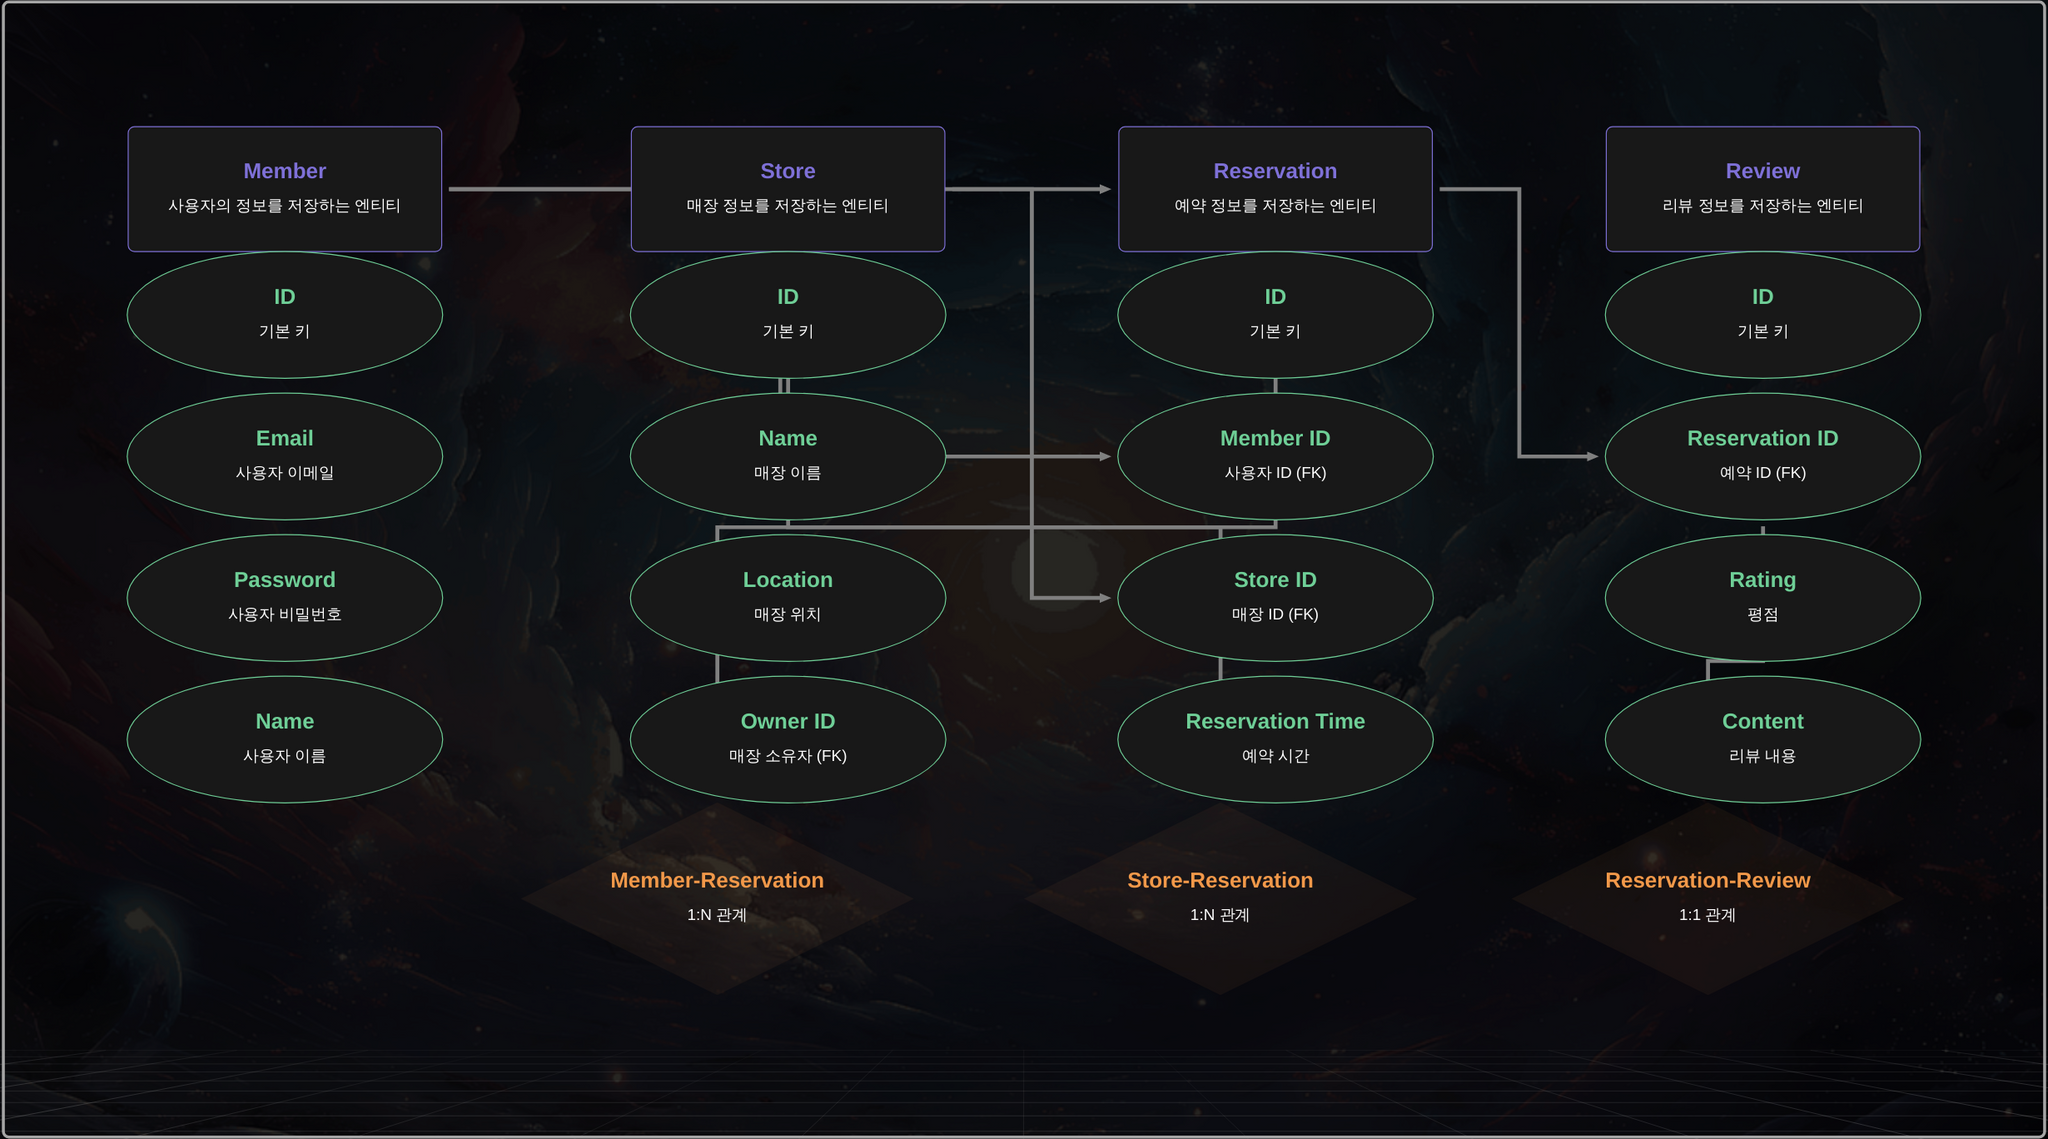 Member
사용자의 정보를 저장하는 엔티티
ID
기본 키
Email
사용자 이메일
Password
사용자 비밀번호
Name
사용자 이름
Store
매장 정보를 저장하는 엔티티
ID
기본 키
Name
매장 이름
Location
매장 위치
Owner ID
매장 소유자 (FK)
Reservation
예약 정보를 저장하는 엔티티
ID
기본 키
Member ID
사용자 ID (FK)
Store ID
매장 ID (FK)
Reservation Time
예약 시간
Review
리뷰 정보를 저장하는 엔티티
ID
기본 키
Reservation ID
예약 ID (FK)
Rating
평점
Content
리뷰 내용
Member-Reservation
1:N 관계
Store-Reservation
1:N 관계
Reservation-Review
1:1 관계